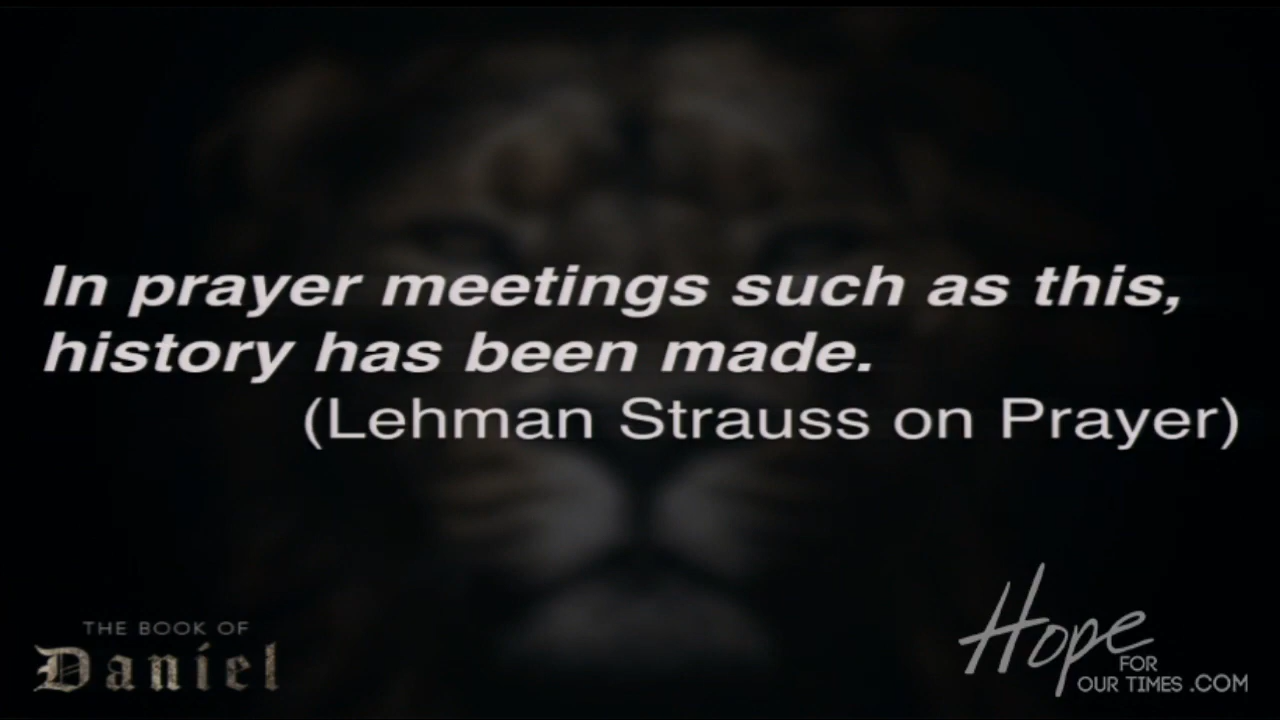 In prayer meetings such as this,
history has been made.
(Lehman Strauss on Prayer)
THE BOOK OF
Daniel
Hope
FOR
OUR TIMES .COM